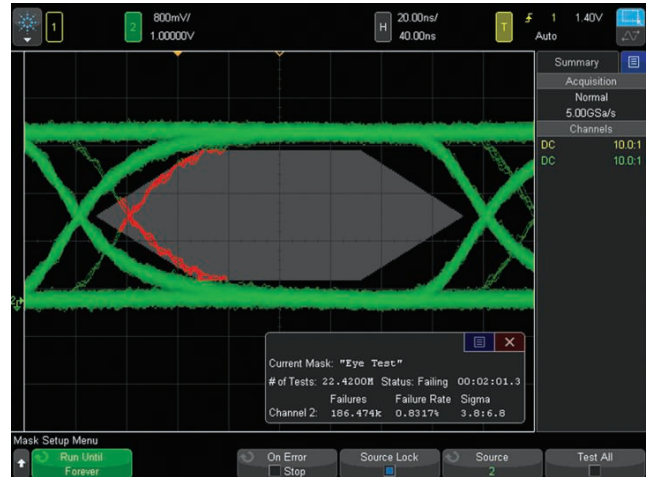 1
2 800mV/
1.00000V
H 20.00ns/
40.00ns
T 1 1.40V
Auto
Summary
Acquisition
Normal
5.00GSa/s
Channels
DC 10.0:1
DC 10.0:1
2
Current Mask: "Eye Test"
# of Tests: 22.4200M Status: Failing 00:02:01.3
Failures Failure Rate Sigma
Channel 2: 186.474k 0.8317% 3.8:6.8
Mask Setup Menu
Run Until
Forever
On Error
Stop
Source Lock
Source
2
Test All